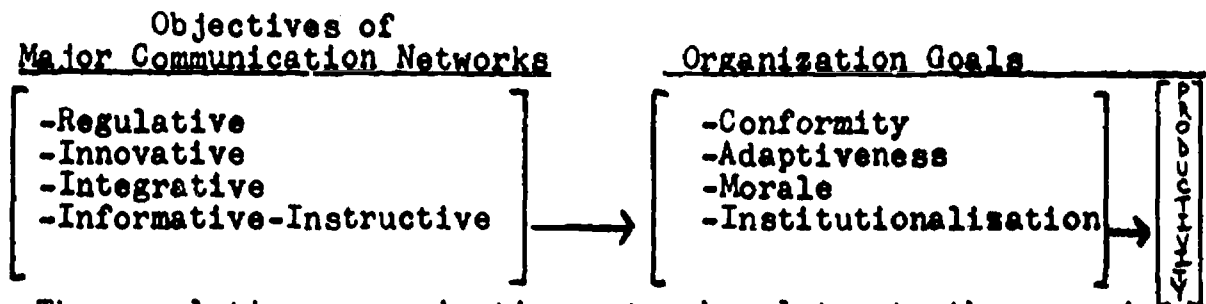 Objectives of
Major Communication Networks
Organization Goals
-Regulative
-Innovative
-Integrative
-Informative-Instructive
-Conformity
-Adaptiveness
-Morale
-Institutionalization
PRODUCTIVITY